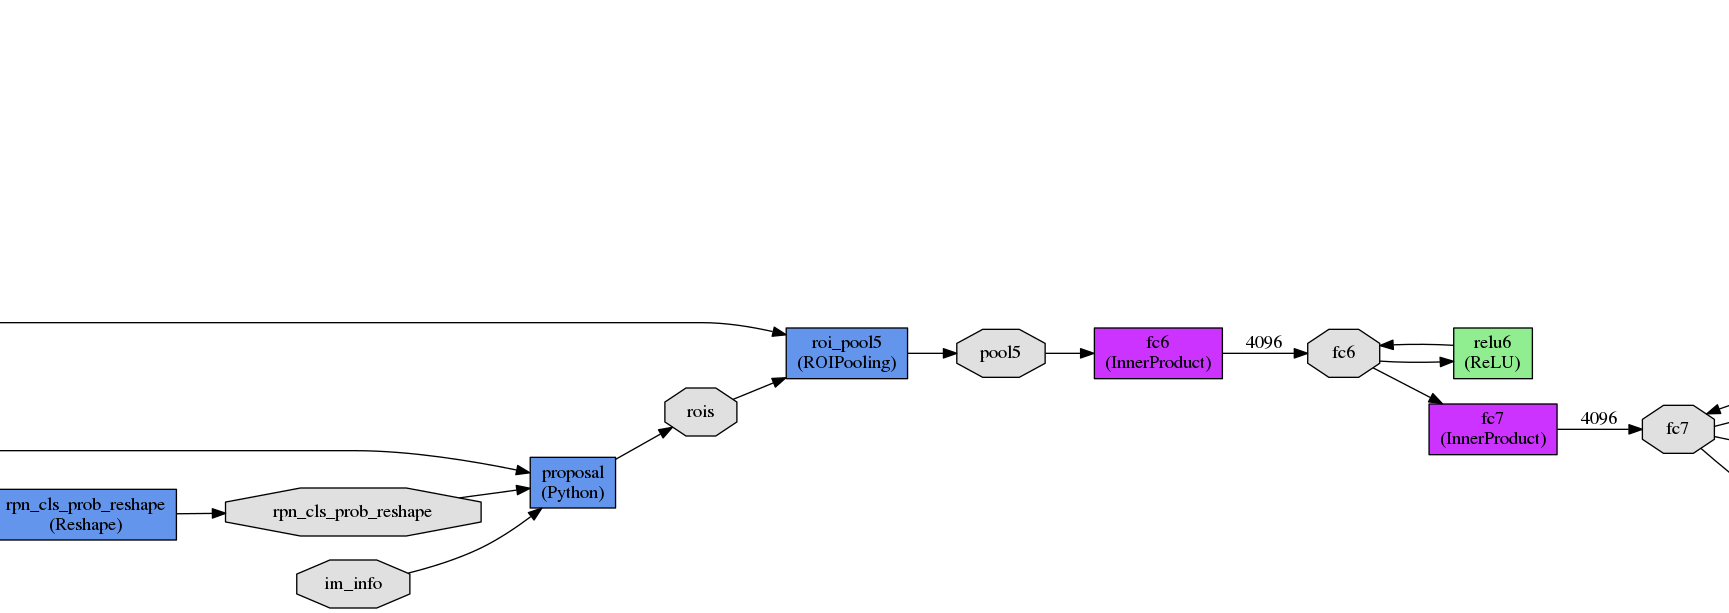 roi_pool5
(ROIPooling)
pool5
fc6
(InnerProduct)
4096
fc6
relu6
(ReLU)
rois
fc7
(InnerProduct)
4096
fc7
proposal
(Python)
rpn_cls_prob_reshape
(Reshape)
rpn_cls_prob_reshape
im_info